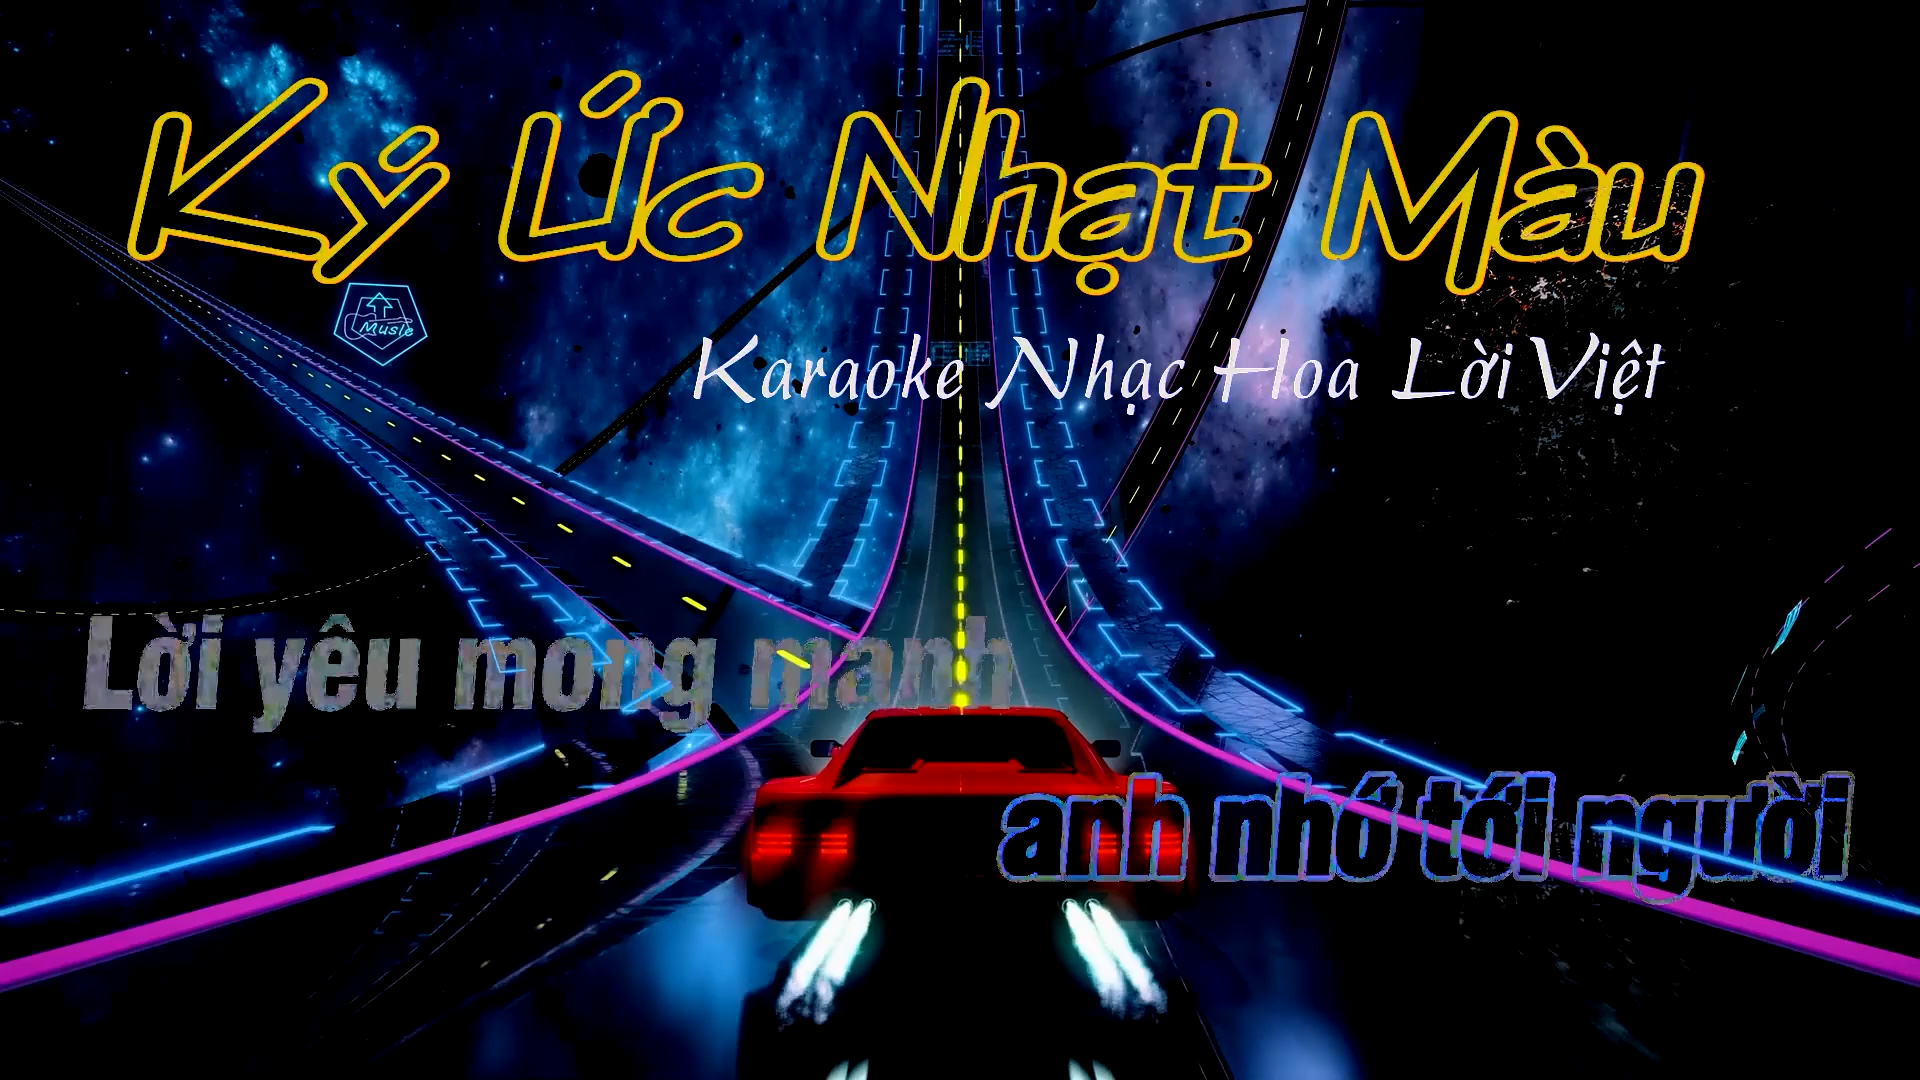 Ký Ức Nhạt Màu
Music
Karaoke Nhạc Hoa Lời Việt
Lời yêu mong manh
anh nhớ tới người